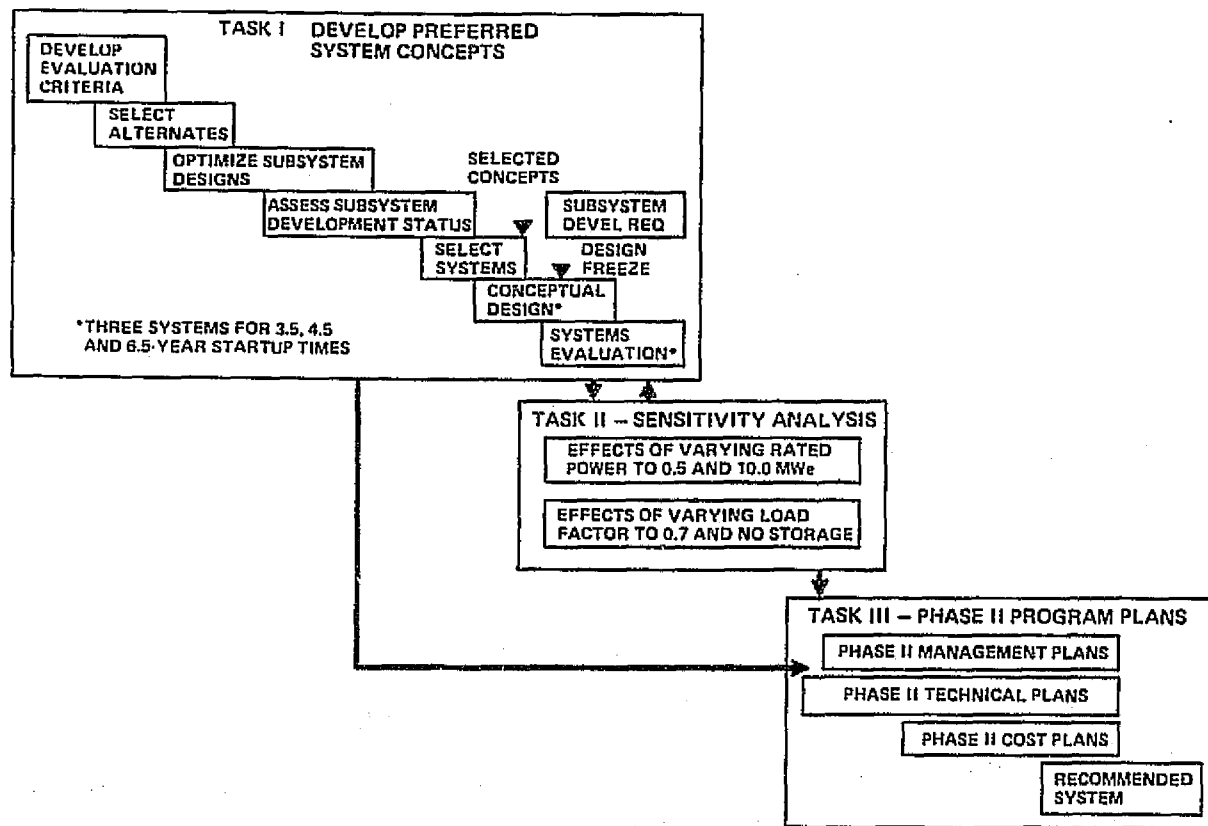 TASK I DEVELOP PREFERRED
SYSTEM CONCEPTS
DEVELOP
EVALUATION
CRITERIA
SELECT
ALTERNATES
OPTIMIZE SUBSYSTEM
DESIGNS
SELECTED
CONCEPTS
ASSESS SUBSYSTEM
DEVELOPMENT STATUS
SUBSYSTEM
DEVEL REQ
SELECT
SYSTEMS
DESIGN
FREEZE
CONCEPTUAL
DESIGN*
*THREE SYSTEMS FOR 3.5, 4.5
AND 6.5-YEAR STARTUP TIMES
SYSTEMS
EVALUATION*
TASK II – SENSITIVITY ANALYSIS
EFFECTS OF VARYING RATED
POWER TO 0.5 AND 10.0 MWe
EFFECTS OF VARYING LOAD
FACTOR TO 0.7 AND NO STORAGE
TASK III – PHASE II PROGRAM PLANS
PHASE II MANAGEMENT PLANS
PHASE II TECHNICAL PLANS
PHASE II COST PLANS
RECOMMENDED
SYSTEM